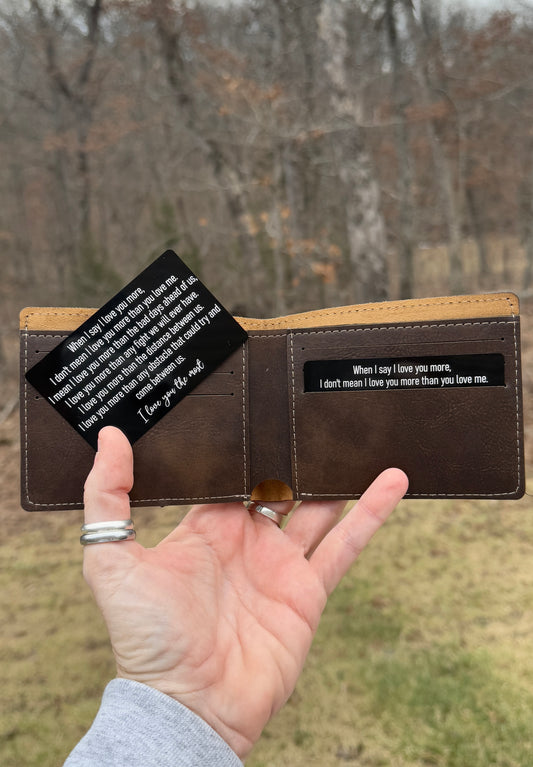 When I say I love you more,
I don't mean I love you more than you love me.
I mean I love you more than the bad days ahead of us,
I love you more than any fight we will ever have.
I love you more than the distance between us.
I love you more than any obstacle that could try and
come between us.
I love you the most
When I say I love you more,
I don't mean I love you more than you love me.